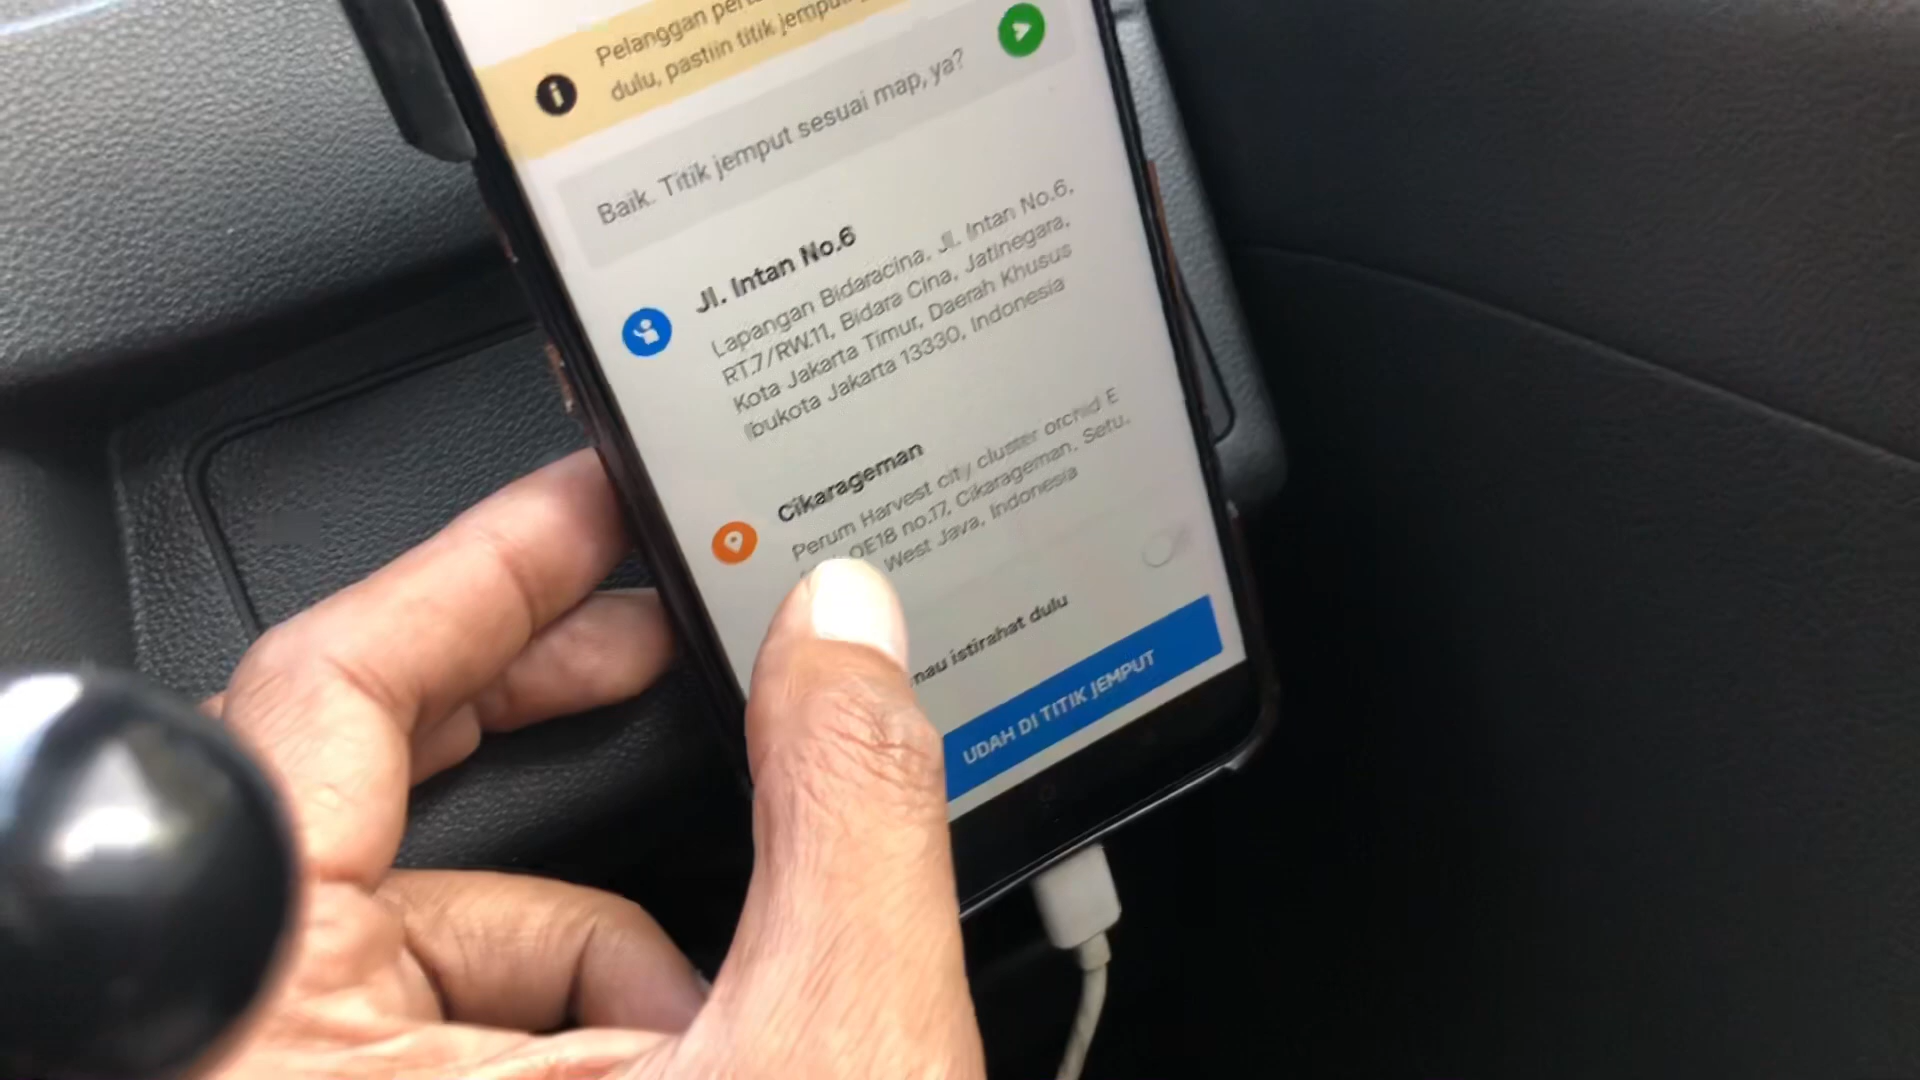 Pelanggan
dulu, pastiin titik jemput
Baik. Titik jemput sesuai map, ya?
Jl. Intan No.6
Lapangan Bidaracina, Jl. Intan No.6,
RT.7/RW.11, Bidara Cina, Jatinegara,
Kota Jakarta Timur, Daerah Khusus
Ibukota Jakarta 13330, Indonesia
Cikarageman
Perum Harvest city cluster orchid E
OE18 no.17, Cikarageman, Setu,
West Java, Indonesia
mau istirahat dulu
UDAH DI TITIK JEMPUT